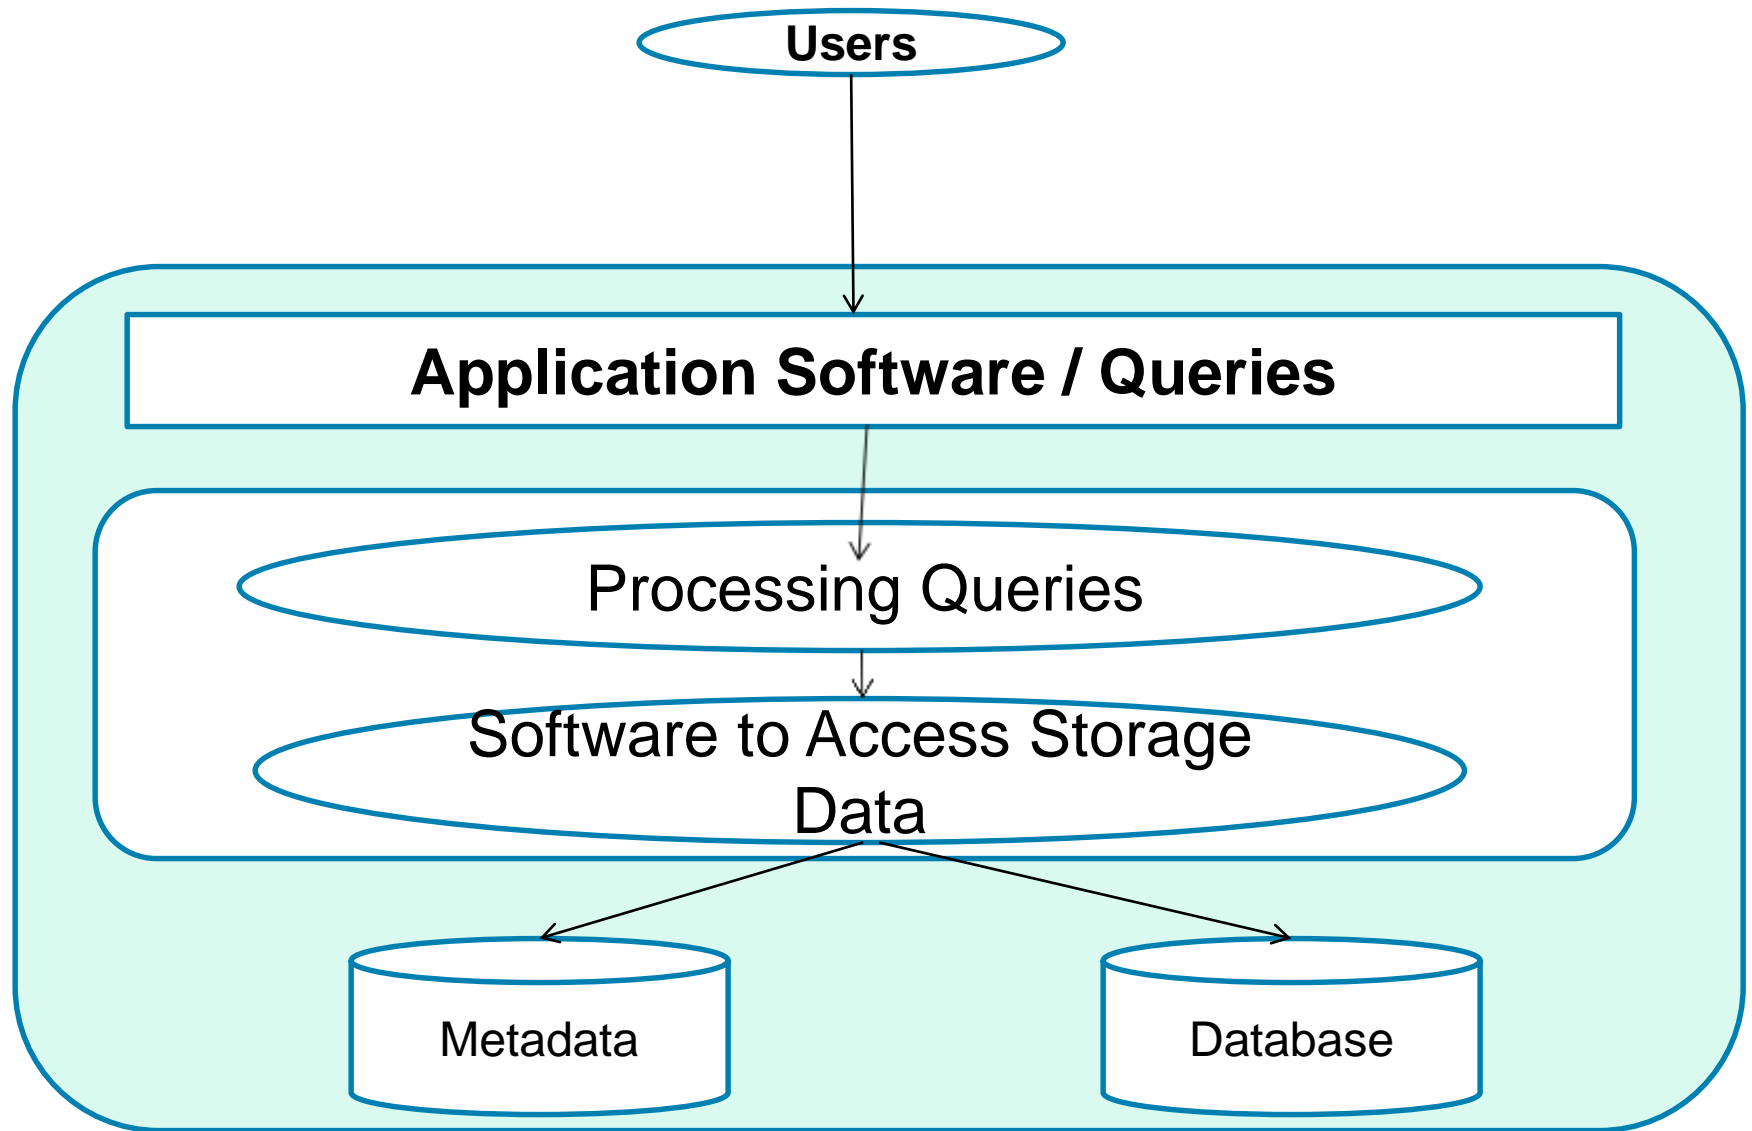 Users
Application Software / Queries
Processing Queries
Software to Access Storage
Data
Metadata
Database